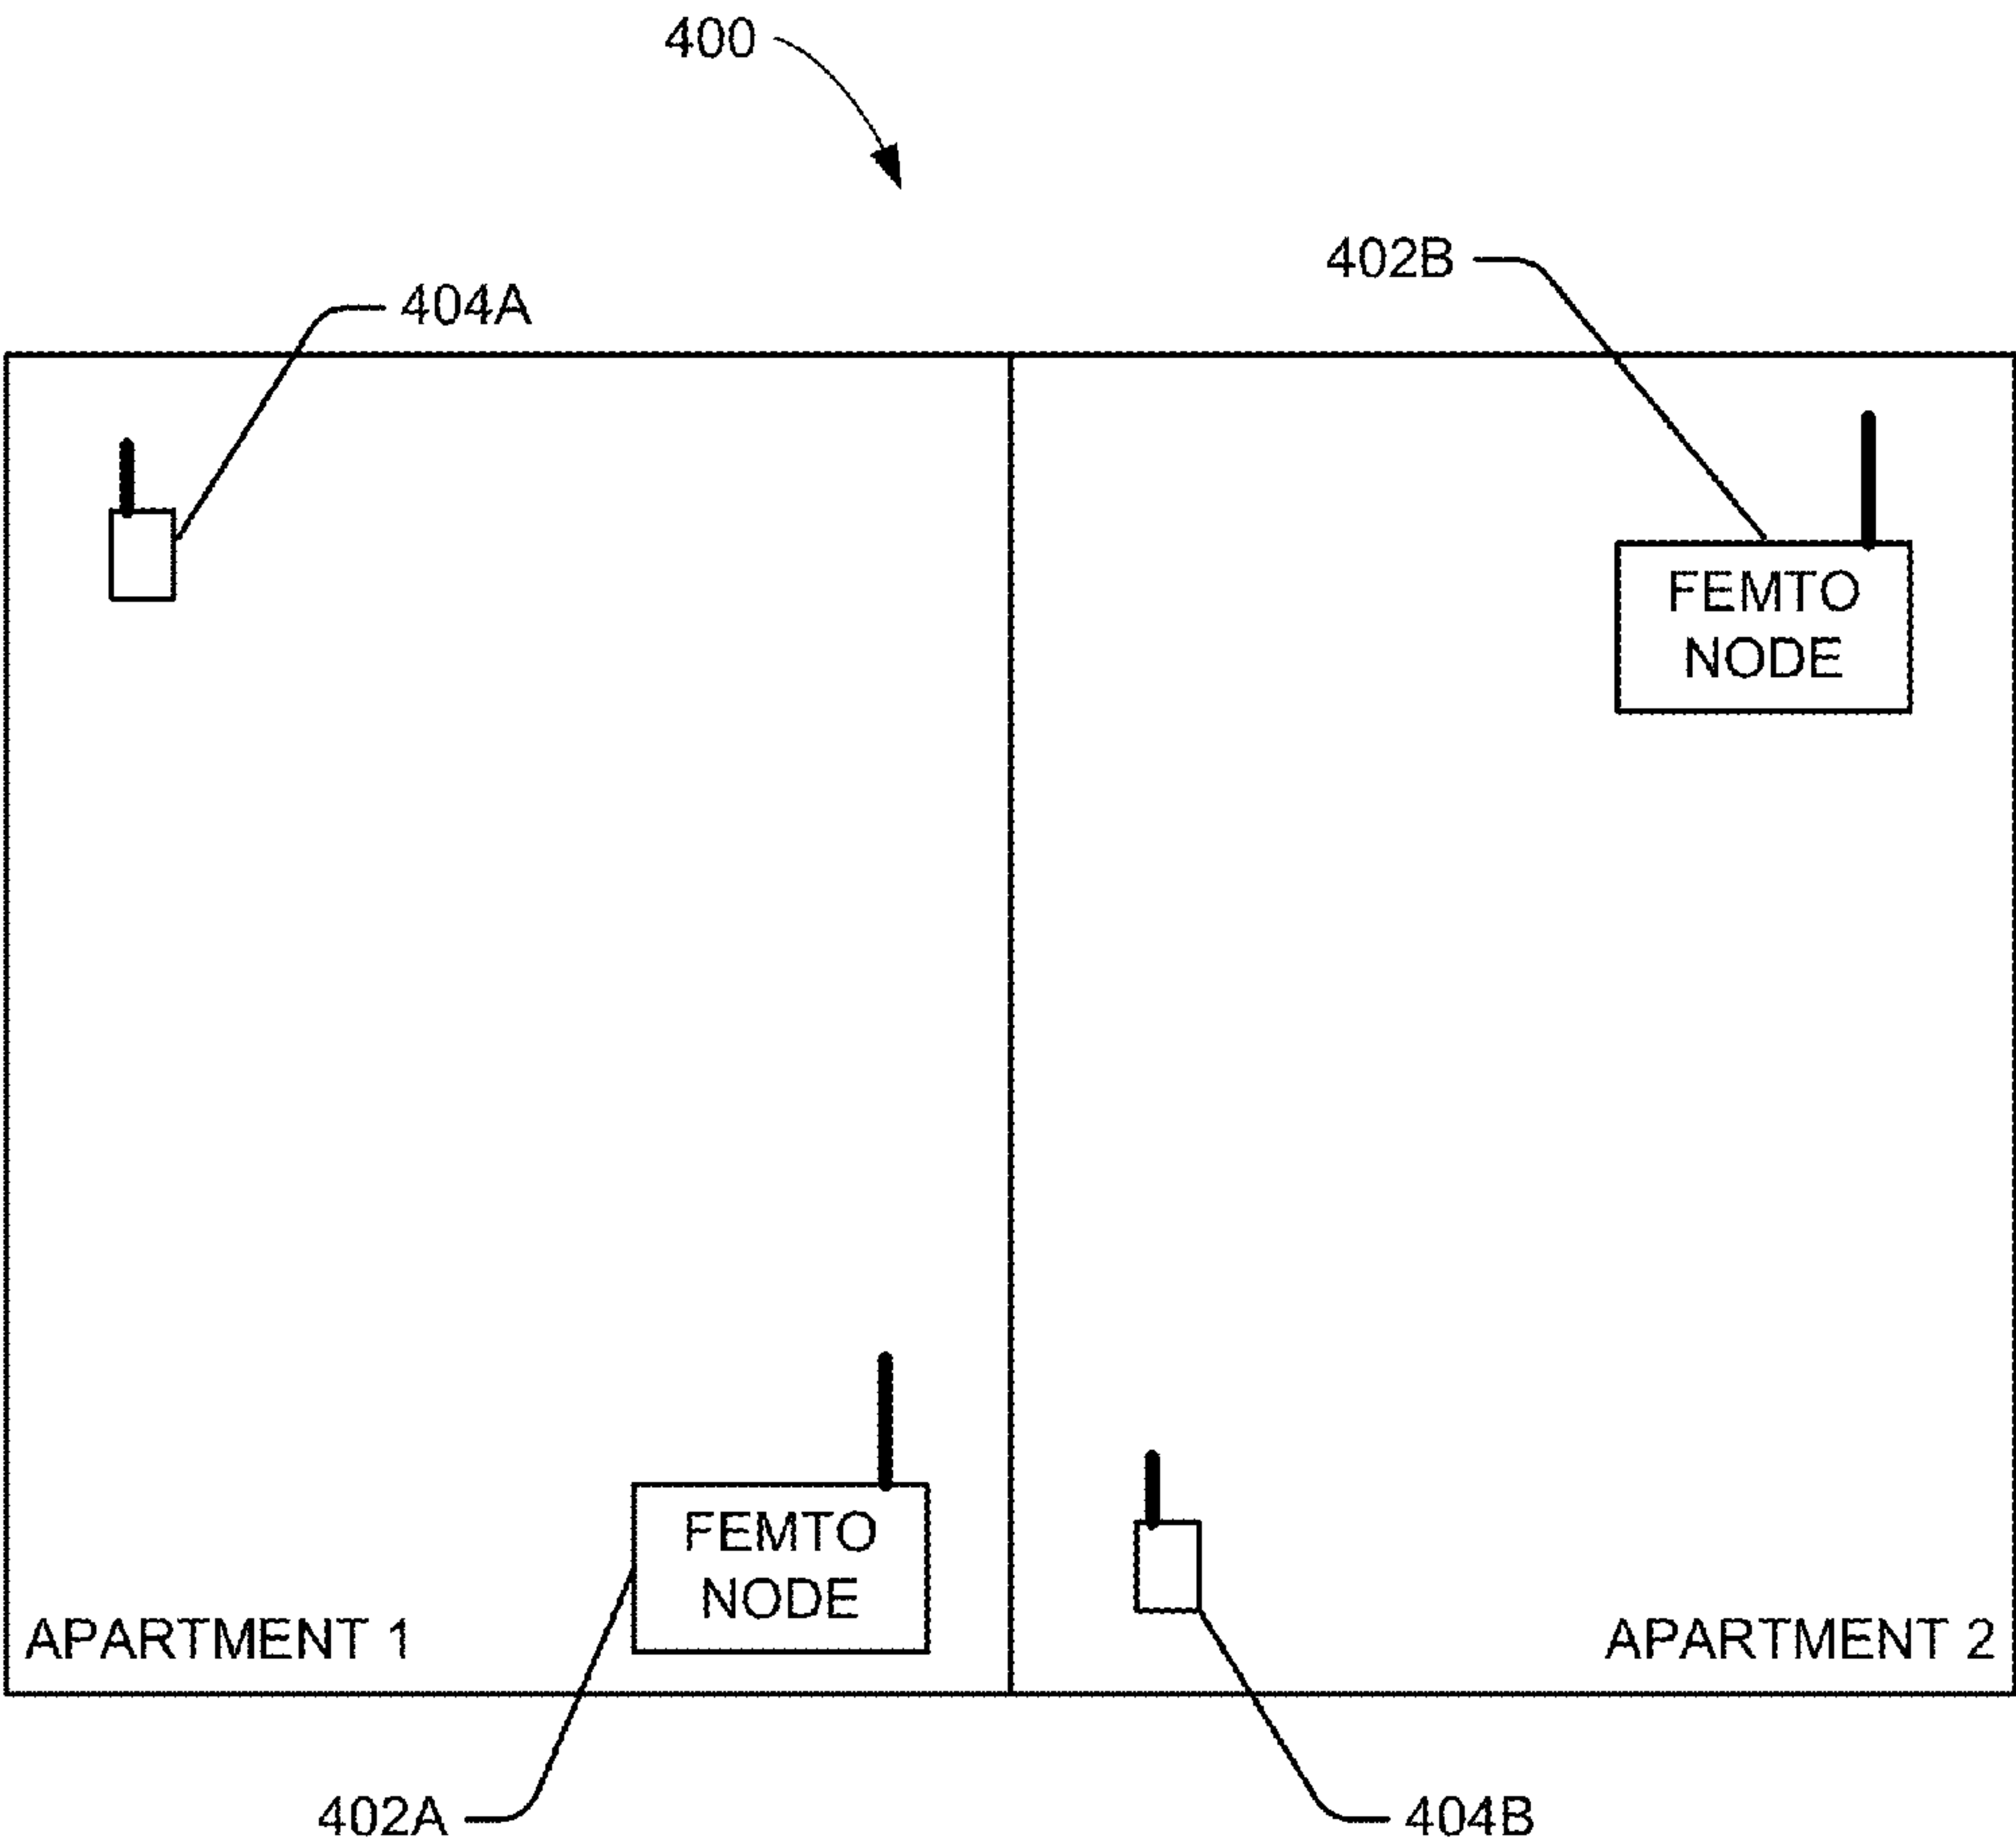 400
402B
404A
FEMTO
NODE
FEMTO
NODE
APARTMENT 1
APARTMENT 2
402A
404B